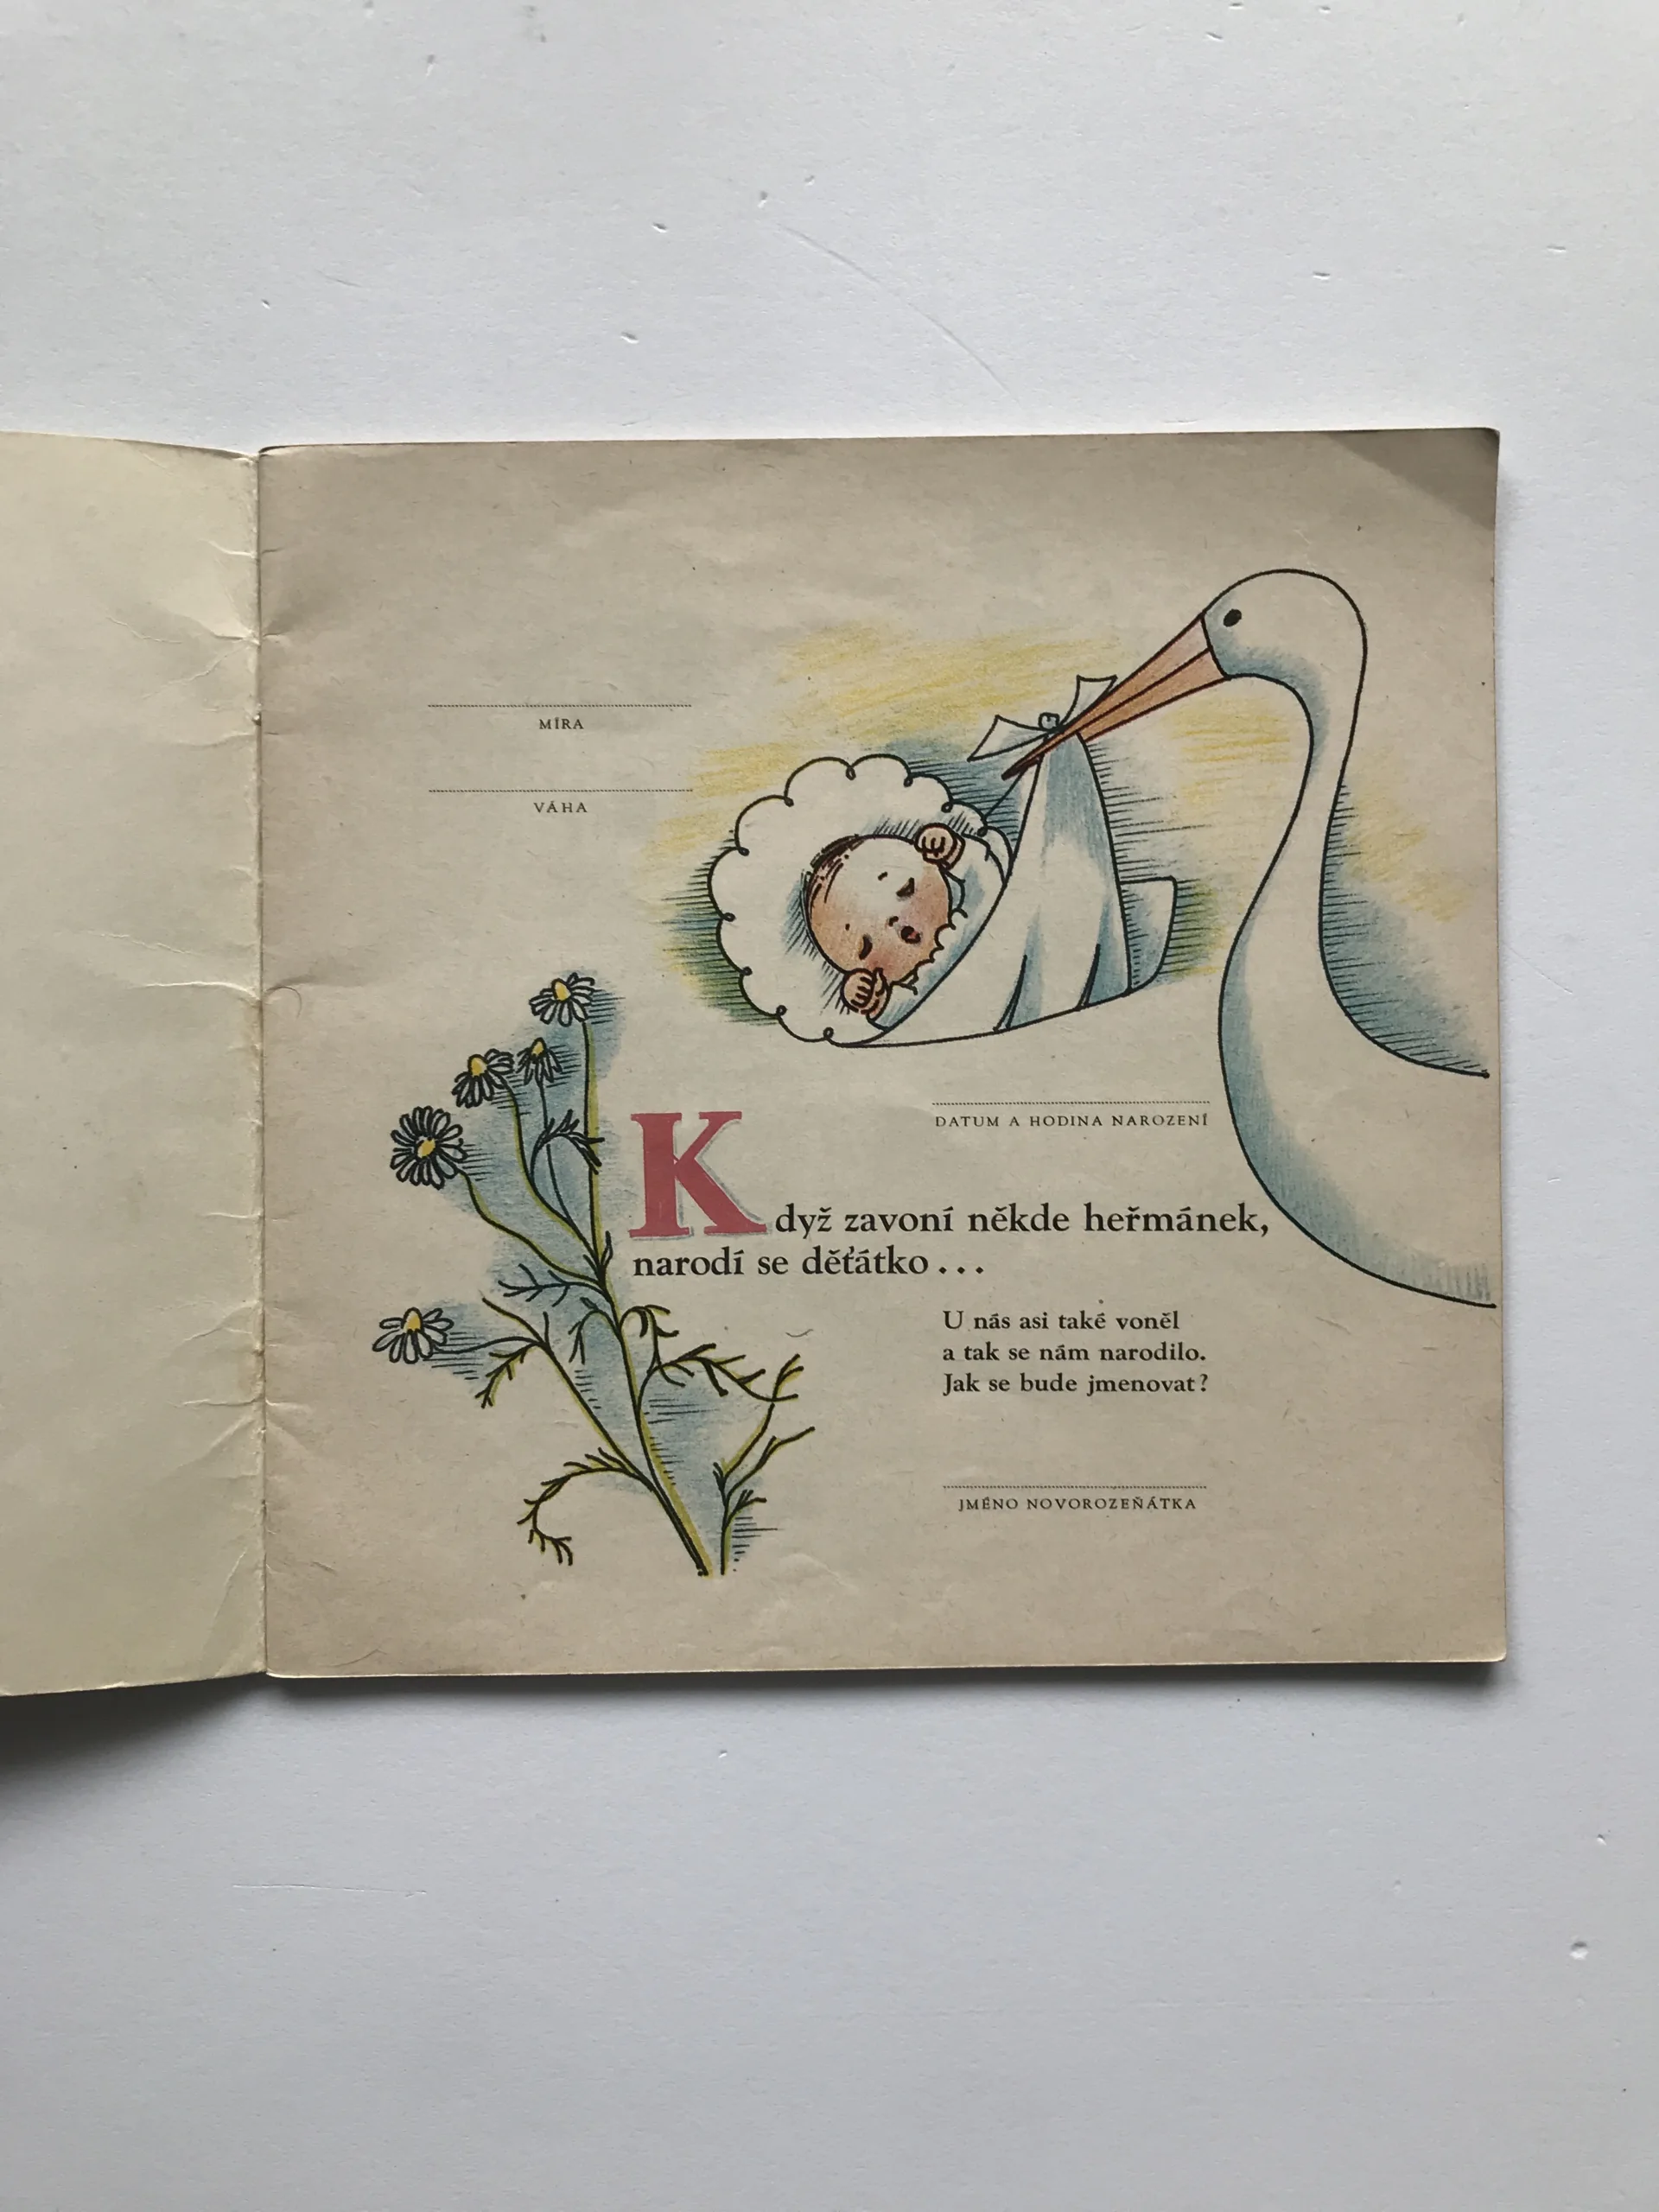 MÍRA
VÁHA
DATUM A HODINA NAROZENÍ
Když zavoní někde heřmánek,
narodí se děťátko...
U nás asi také voněl
a tak se nám narodilo.
Jak se bude jmenovat?
JMÉNO NOVOROZEŇÁTKA